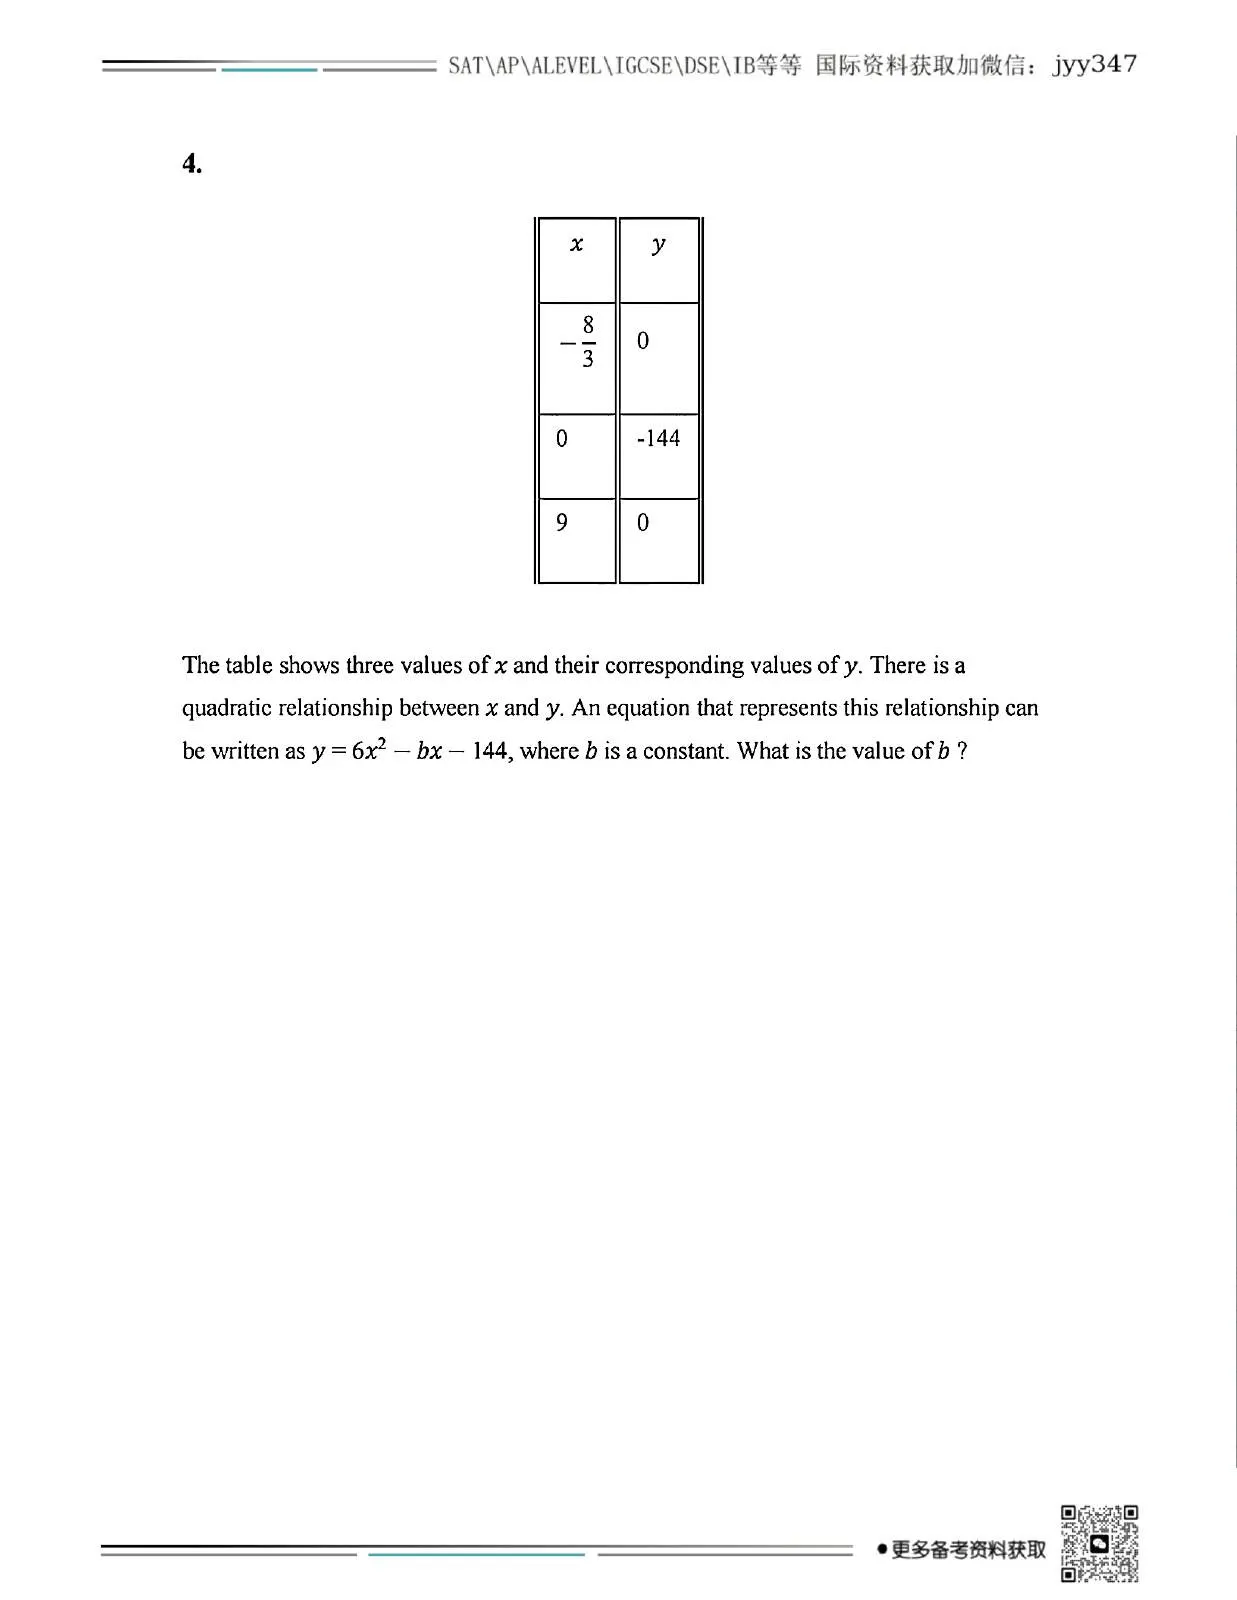 SAT\AP\ALEVEL\IGCSE\DSE\IB等等 国际资料获取加微信：jyy347
4.
x y
−8/3 0
0 -144
9 0
The table shows three values of x and their corresponding values of y. There is a
quadratic relationship between x and y. An equation that represents this relationship can
be written as y = 6x² − bx − 144, where b is a constant. What is the value of b ?
●更多备考资料获取